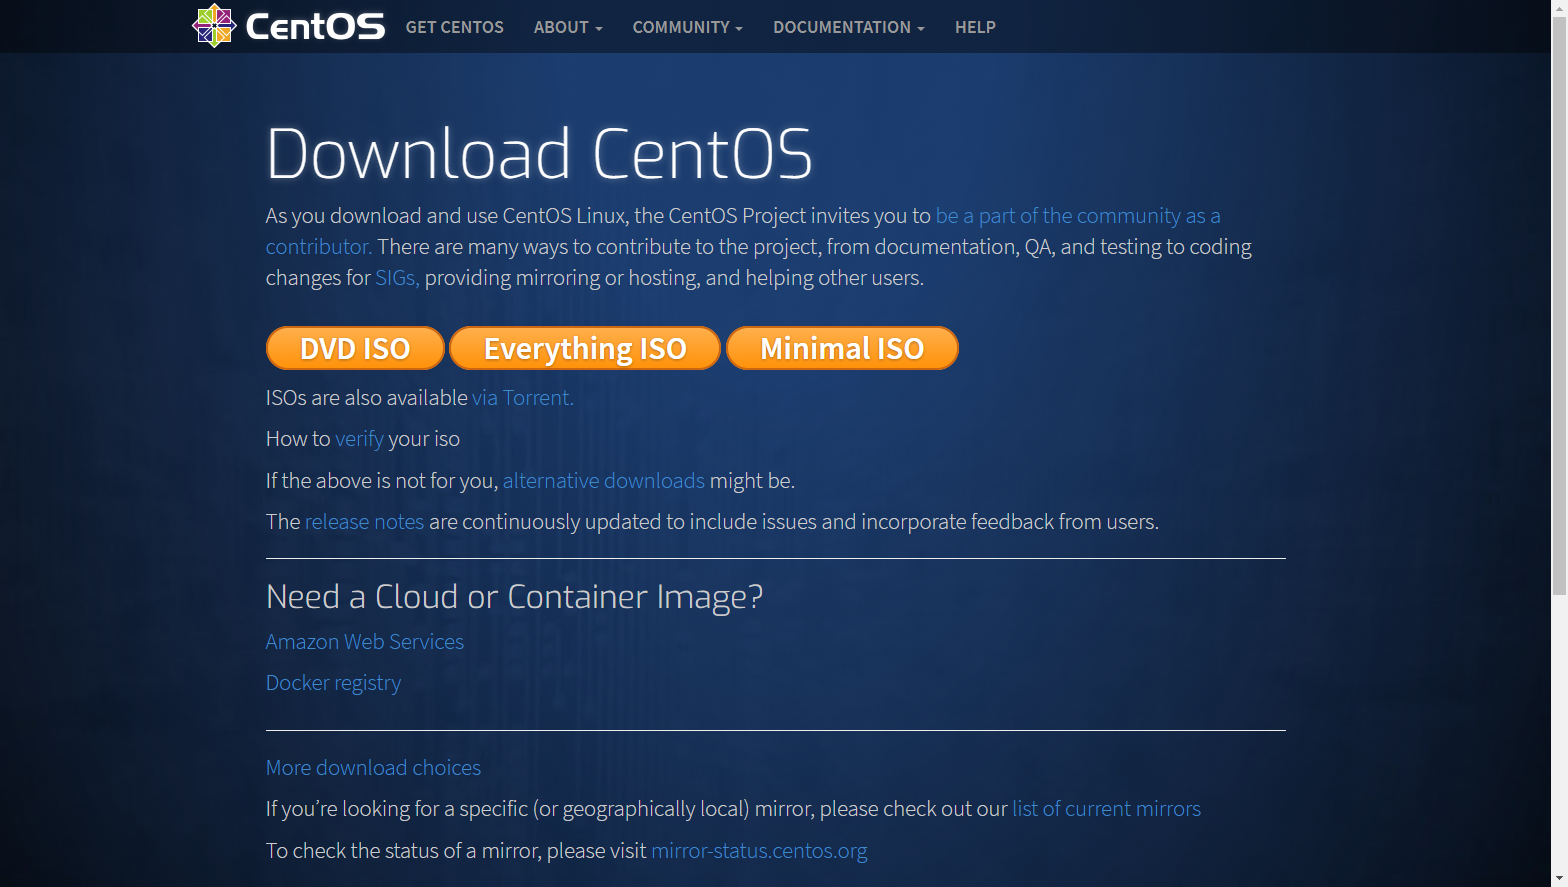 CentOS GET CENTOS ABOUT COMMUNITY DOCUMENTATION HELP
Download CentOS
As you download and use CentOS Linux, the CentOS Project invites you to be a part of the community as a
contributor. There are many ways to contribute to the project, from documentation, QA, and testing to coding
changes for SIGs, providing mirroring or hosting, and helping other users.
DVD ISO Everything ISO Minimal ISO
ISOs are also available via Torrent.
How to verify your iso
If the above is not for you, alternative downloads might be.
The release notes are continuously updated to include issues and incorporate feedback from users.
Need a Cloud or Container Image?
Amazon Web Services
Docker registry
More download choices
If you’re looking for a specific (or geographically local) mirror, please check out our list of current mirrors
To check the status of a mirror, please visit mirror-status.centos.org